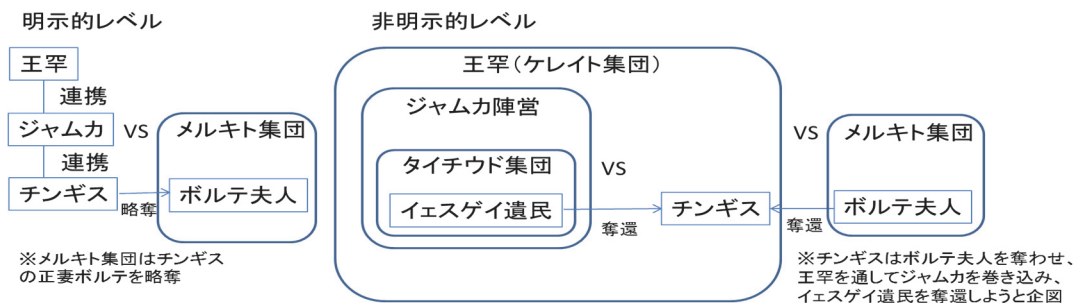 明示的レベル
王罕
連携
ジャムカ
VS
メルキト集団
連携
チンギス
略奪
ボルテ夫人
※メルキト集団はチンギス
の正妻ボルテを略奪
非明示的レベル
王罕（ケレイト集団）
ジャムカ陣営
タイチウド集団
イェスゲイ遺民
VS
奪還
チンギス
VS
メルキト集団
奪還
ボルテ夫人
※チンギスはボルテ夫人を奪わせ、
王罕を通してジャムカを巻き込み、
イェスゲイ遺民を奪還しようと企図